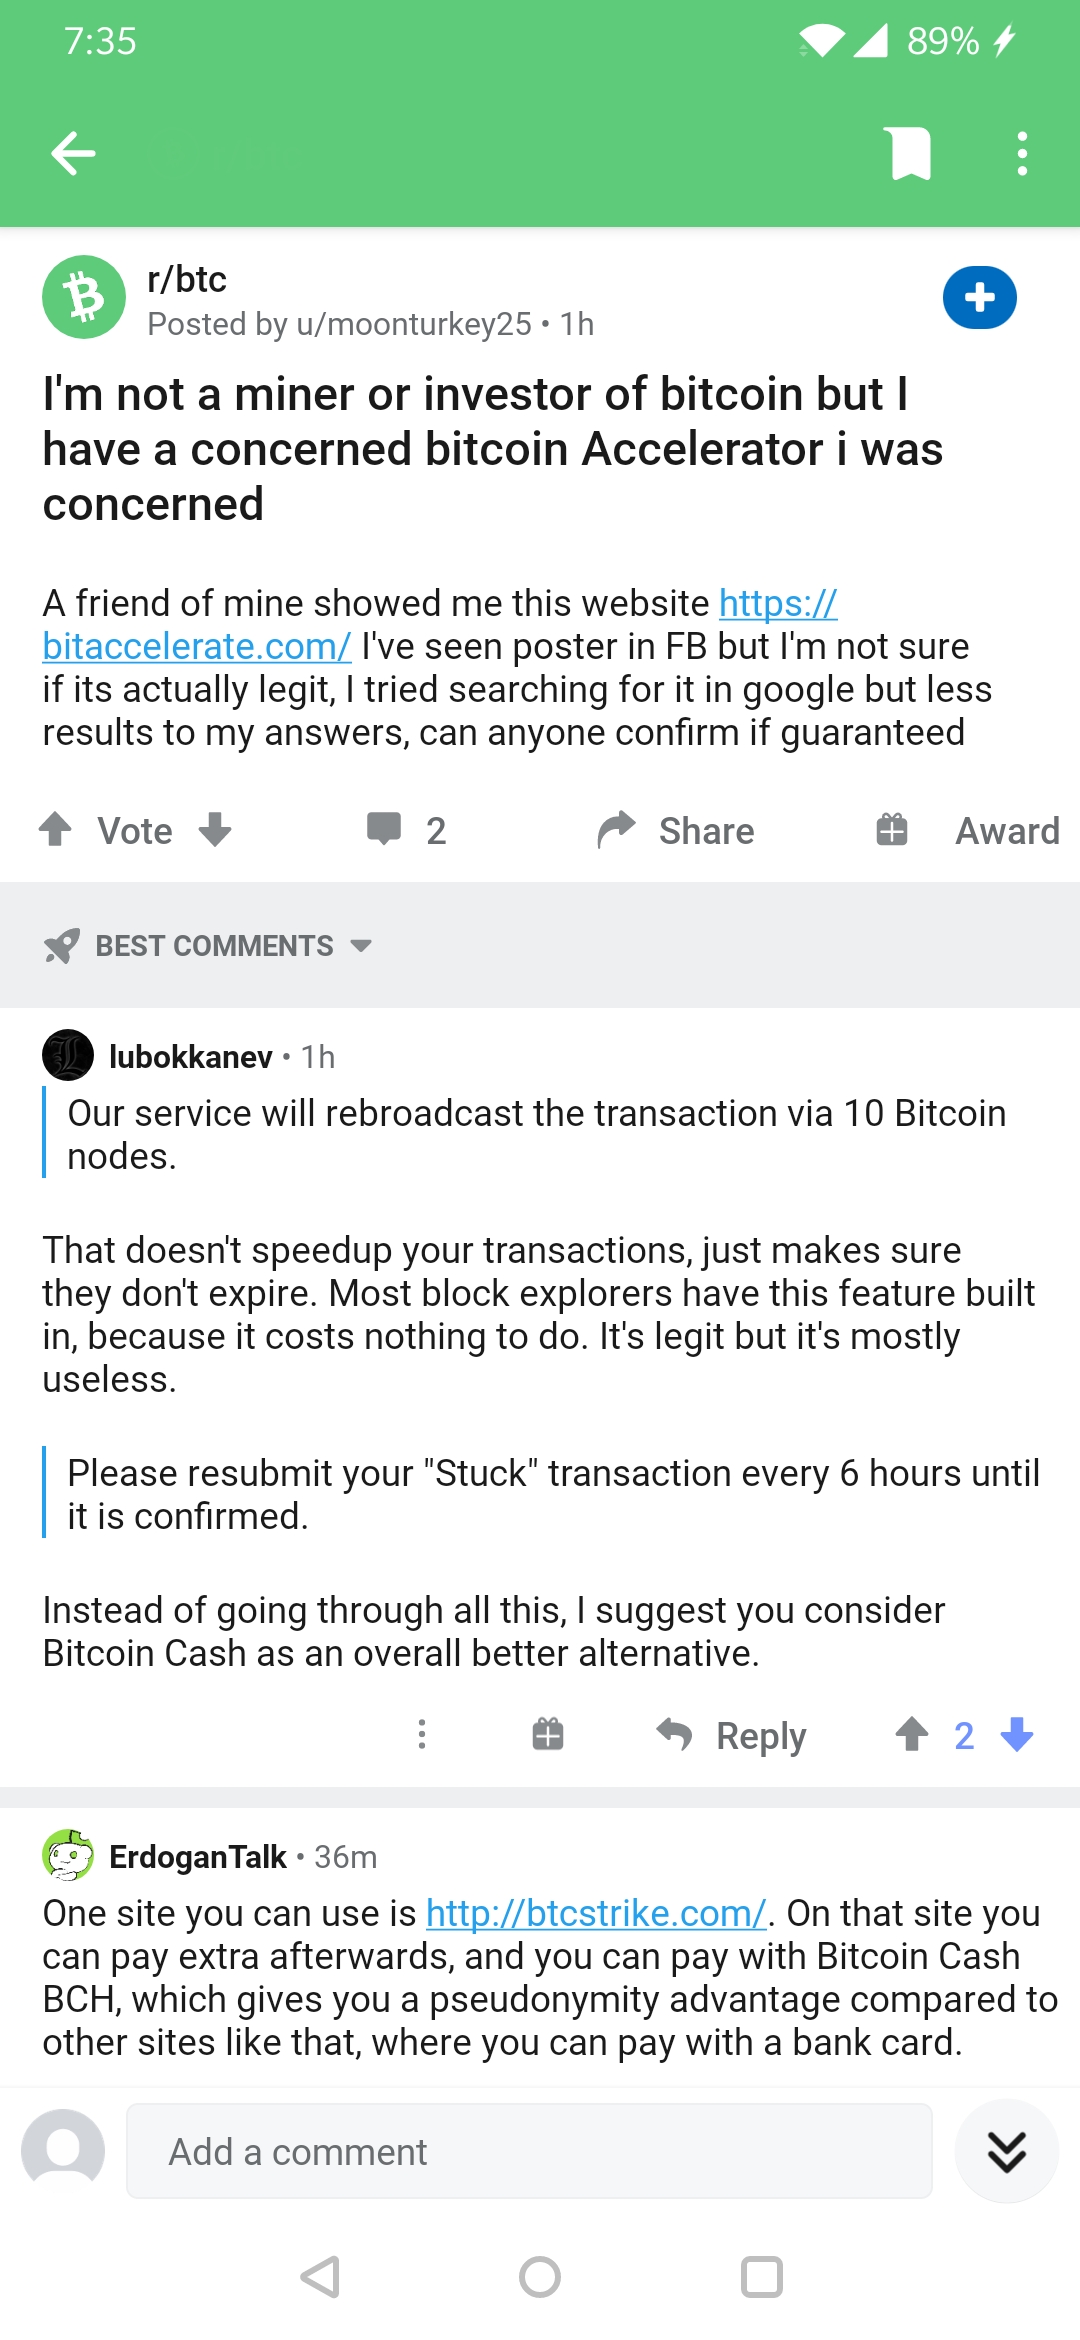 7:35
89%
r/btc
Posted by u/moonturkey25 • 1h
I'm not a miner or investor of bitcoin but I
have a concerned bitcoin Accelerator i was
concerned
A friend of mine showed me this website https://
bitaccelerate.com/ I've seen poster in FB but I'm not sure
if its actually legit, I tried searching for it in google but less
results to my answers, can anyone confirm if guaranteed
Vote 2 Share Award
BEST COMMENTS
lubokkanev • 1h
Our service will rebroadcast the transaction via 10 Bitcoin
nodes.
That doesn't speedup your transactions, just makes sure
they don't expire. Most block explorers have this feature built
in, because it costs nothing to do. It's legit but it's mostly
useless.
Please resubmit your "Stuck" transaction every 6 hours until
it is confirmed.
Instead of going through all this, I suggest you consider
Bitcoin Cash as an overall better alternative.
Reply 2
ErdoganTalk • 36m
One site you can use is http://btcstrike.com/. On that site you
can pay extra afterwards, and you can pay with Bitcoin Cash
BCH, which gives you a pseudonymity advantage compared to
other sites like that, where you can pay with a bank card.
Add a comment